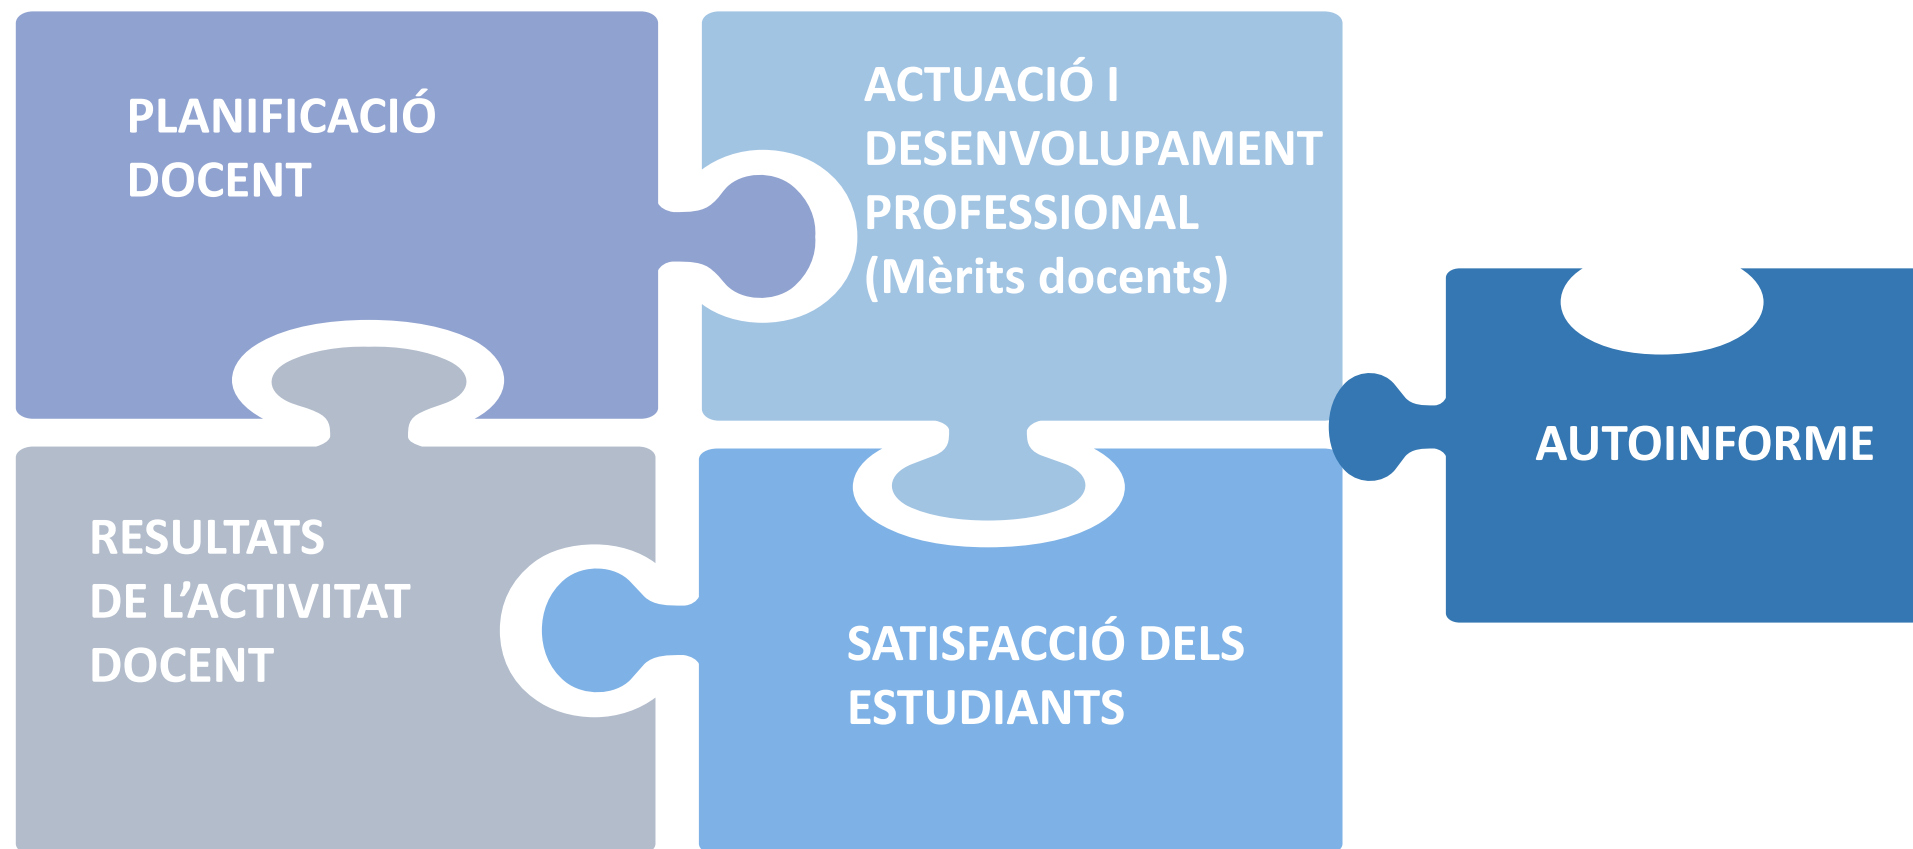 PLANIFICACIÓ
DOCENT
ACTUACIÓ I
DESENVOLUPAMENT
PROFESSIONAL
(Mèrits docents)
AUTOINFORME
RESULTATS
DE L’ACTIVITAT
DOCENT
SATISFACCIÓ DELS
ESTUDIANTS